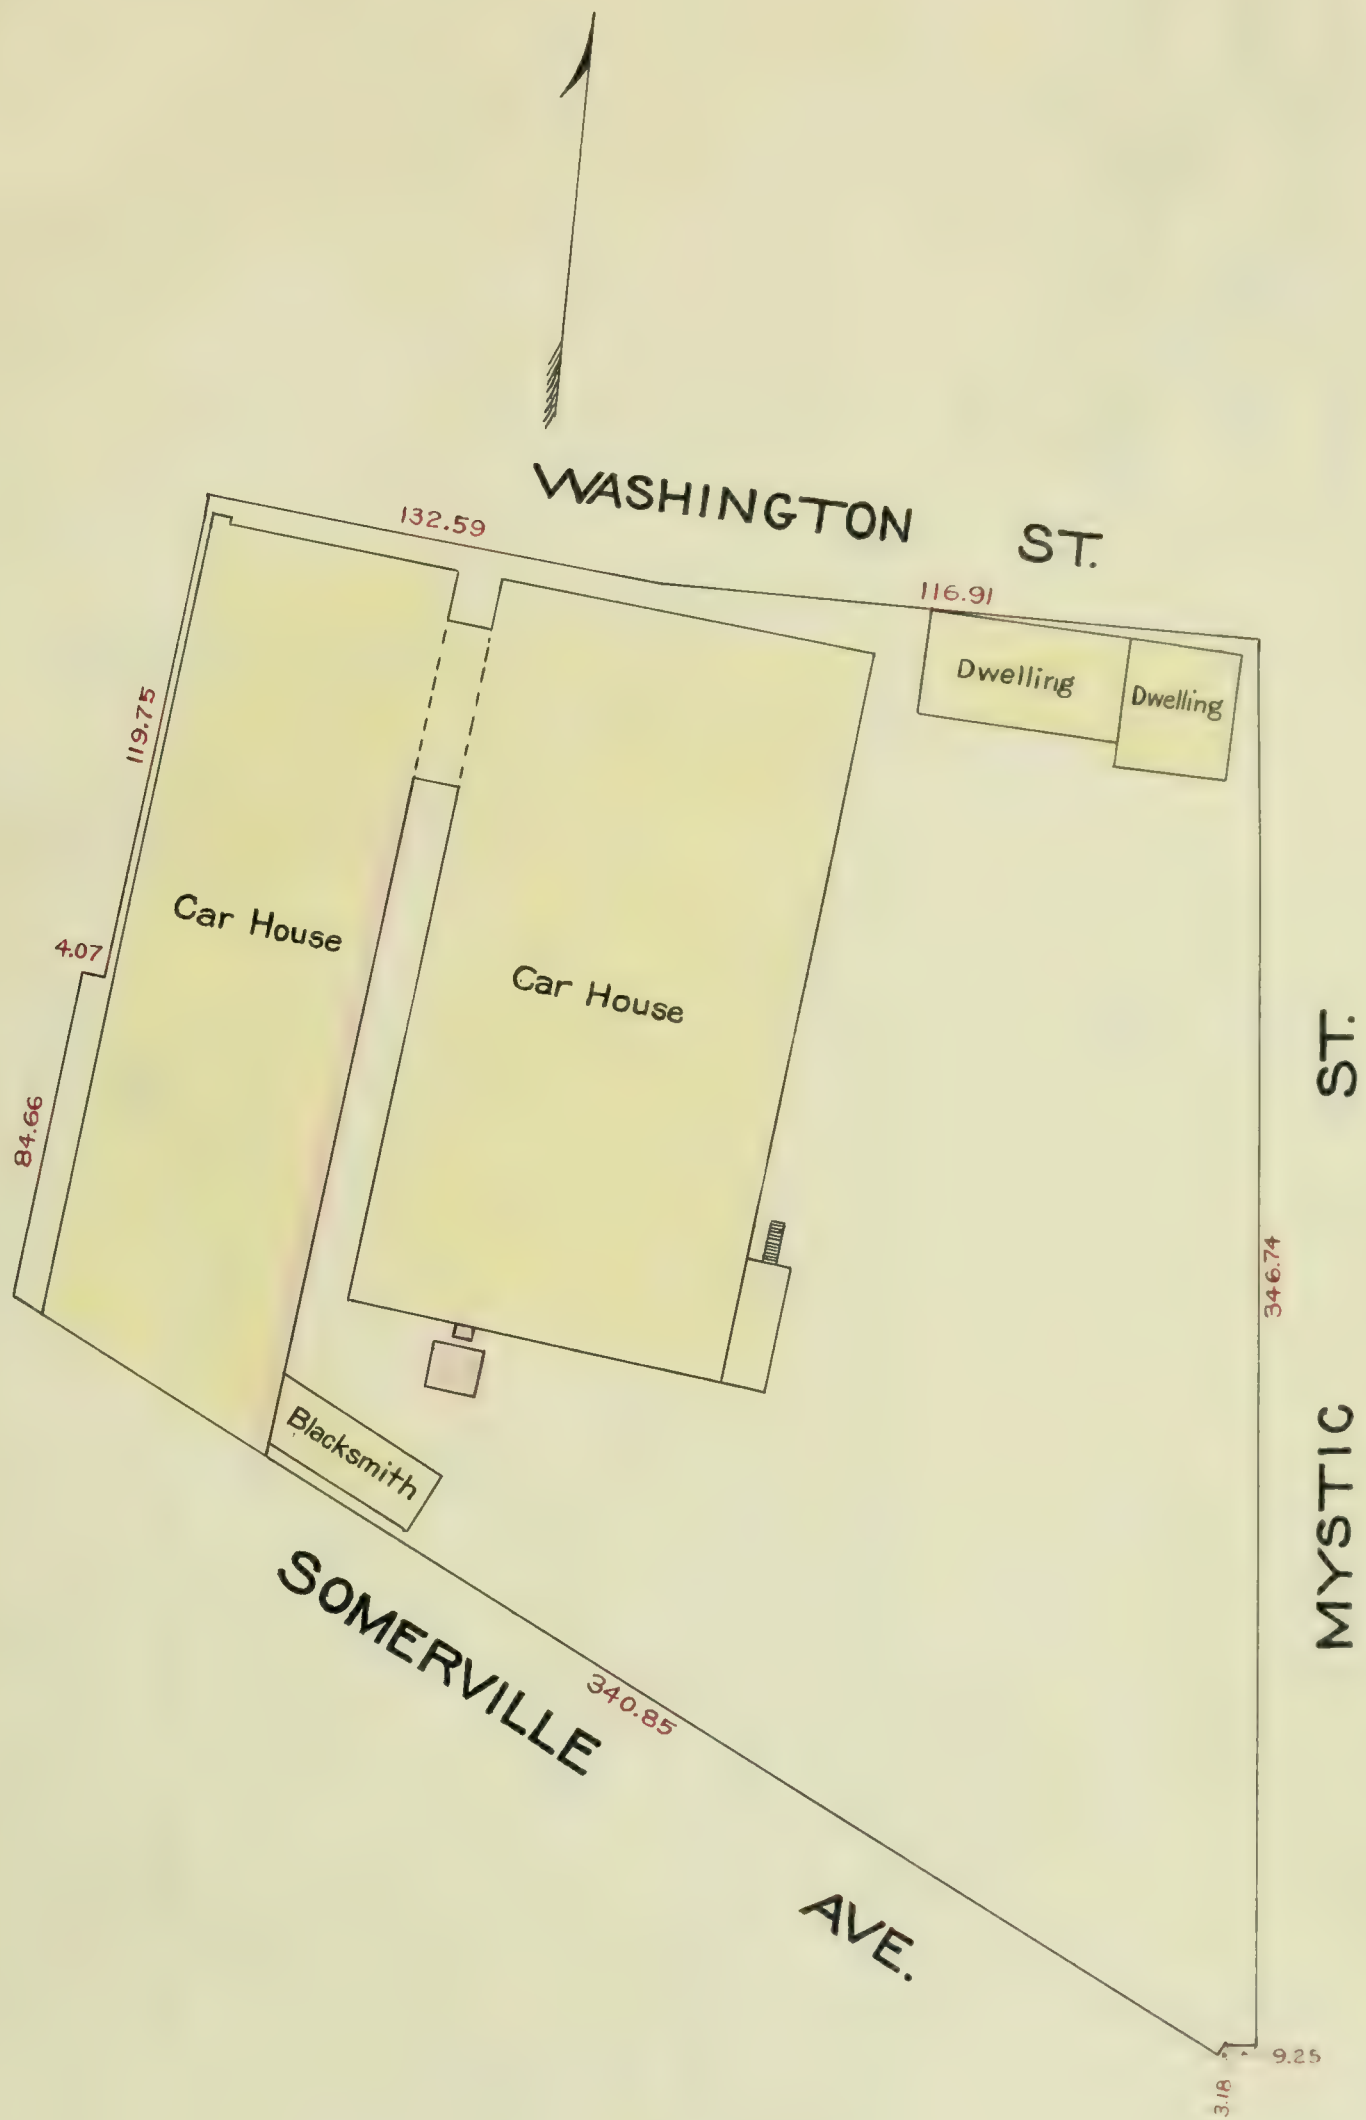 WASHINGTON ST.
132.59
116.91
Dwelling
Dwelling
119.75
Car House
4.07
Car House
ST.
84.66
346.74
MYSTIC
Blacksmith
SOMERVILLE
340.85
AVE.
9.25
3.18